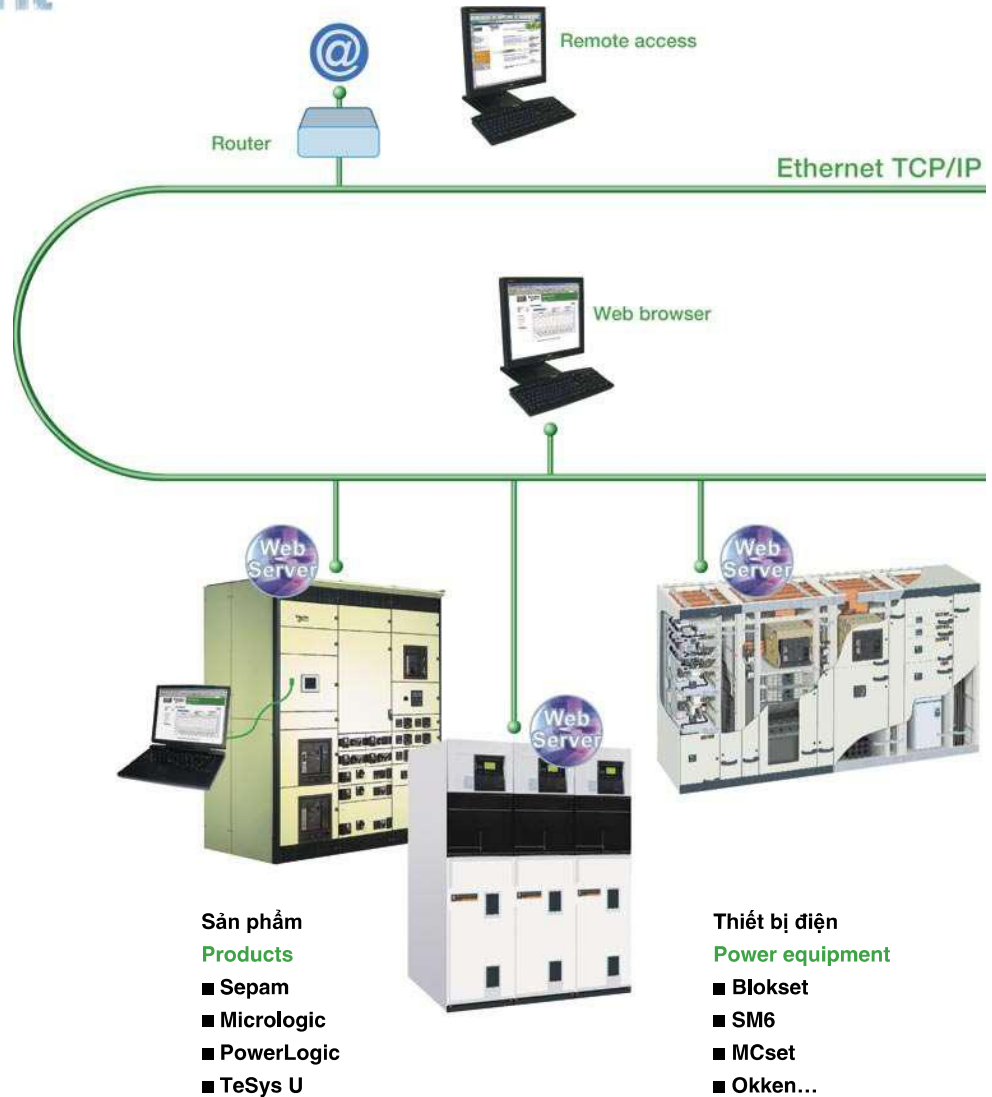 @
Remote access
Router
Ethernet TCP/IP
Web browser
Web
Server
Web
Server
Web
Server
Sản phẩm
Products
■ Sepam
■ Micrologic
■ PowerLogic
■ TeSys U
Thiết bị điện
Power equipment
■ Blokset
■ SM6
■ MCset
■ Okken...